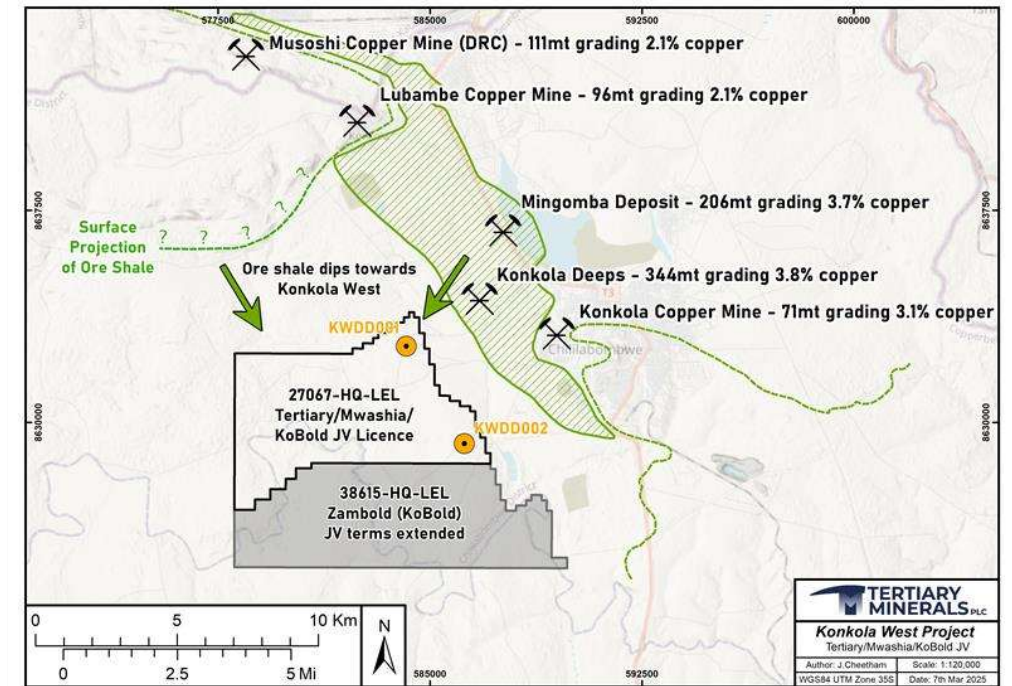 577500
585000
592500
600000
Musoshi Copper Mine (DRC) - 111mt grading 2.1% copper
Lubambe Copper Mine - 96mt grading 2.1% copper
8637500
Mingomba Deposit - 206mt grading 3.7% copper
8637500
Surface
Projection
of Ore Shale
? ? ? ? ?
Ore shale dips towards
Konkola West
Konkola Deeps - 344mt grading 3.8% copper
T3
Konkola Copper Mine - 71mt grading 3.1% copper
KWDD001
Chililabombwe
27067-HQ-LEL
Tertiary/Mwashia/
KoBold JV Licence
KWDD002
8630000
8630000
38615-HQ-LEL
Zambold (KoBold)
JV terms extended
0 5 10 Km
0 2.5 5 Mi
N
585000
592500
TERTIARY
MINERALS PLC
Konkola West Project
Tertiary/Mwashia/KoBold JV
Author: J.Cheetham
Scale: 1:120,000
WGS84 UTM Zone 35S
Date: 7th Mar 2025